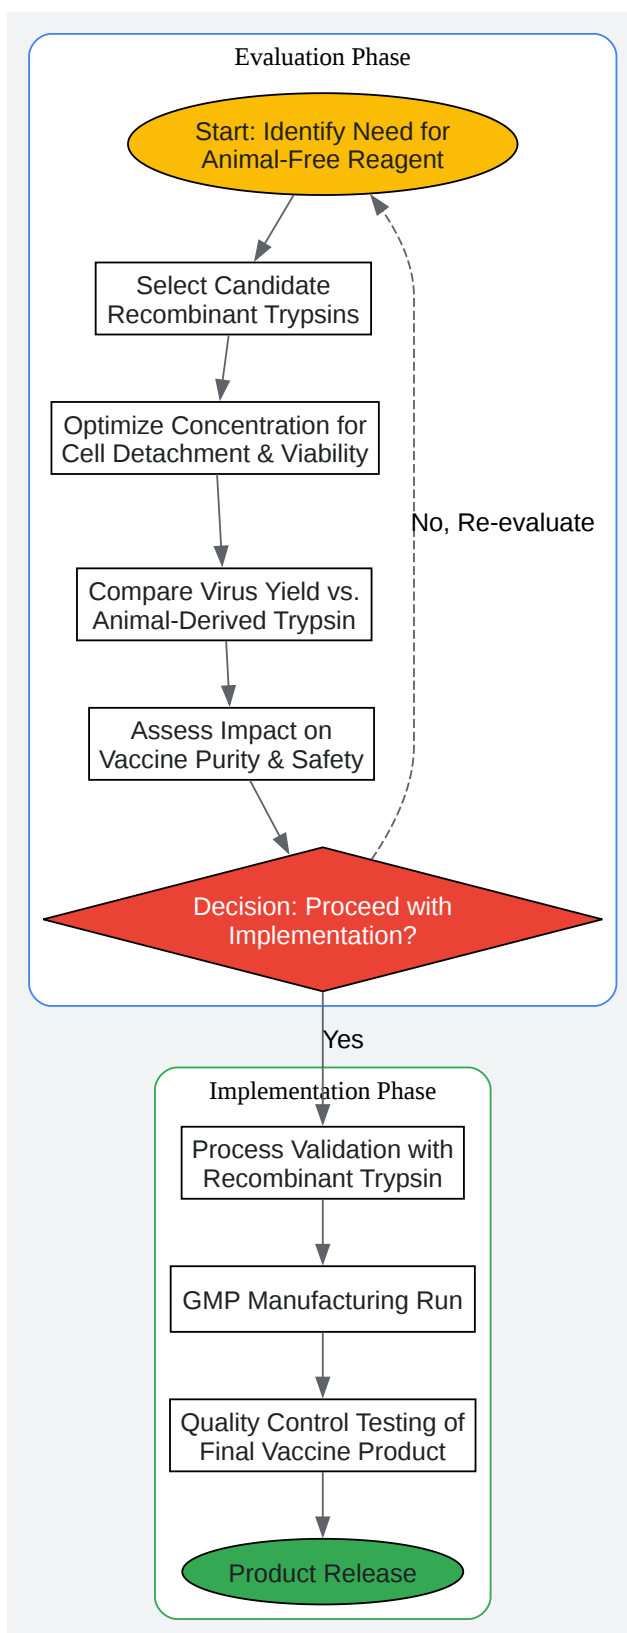 Evaluation Phase
Start: Identify Need for
Animal-Free Reagent
Select Candidate
Recombinant Trypsins
Optimize Concentration for
Cell Detachment & Viability
No, Re-evaluate
Compare Virus Yield vs.
Animal-Derived Trypsin
Assess Impact on
Vaccine Purity & Safety
Decision: Proceed with
Implementation?
Yes
Implementation Phase
Process Validation with
Recombinant Trypsin
GMP Manufacturing Run
Quality Control Testing of
Final Vaccine Product
Product Release